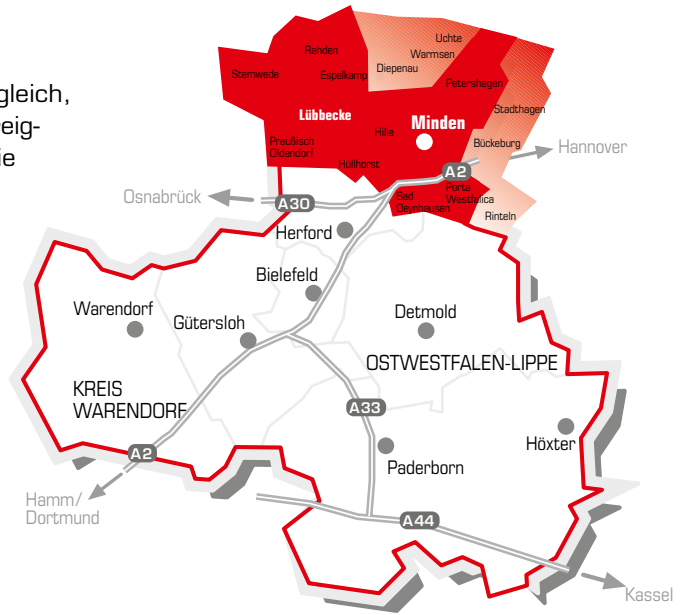 gleich,
eig-
ie
Uchte
Rahden
Warmsen
Diepenau
Stemwede
Espelkamp
Petershagen
Stadthagen
Lübbecke
Minden
Hille
Preußisch
Oldendorf
Bückeburg
Hannover
Hüllhorst
A2
Osnabrück
A30
Bad
Oeynhausen
Porta
Westfalica
Rinteln
Herford
Bielefeld
Warendorf
Gütersloh
Detmold
OSTWESTFALEN-LIPPE
KREIS
WARENDORF
A33
A2
Höxter
Paderborn
Hamm/
Dortmund
A44
Kassel